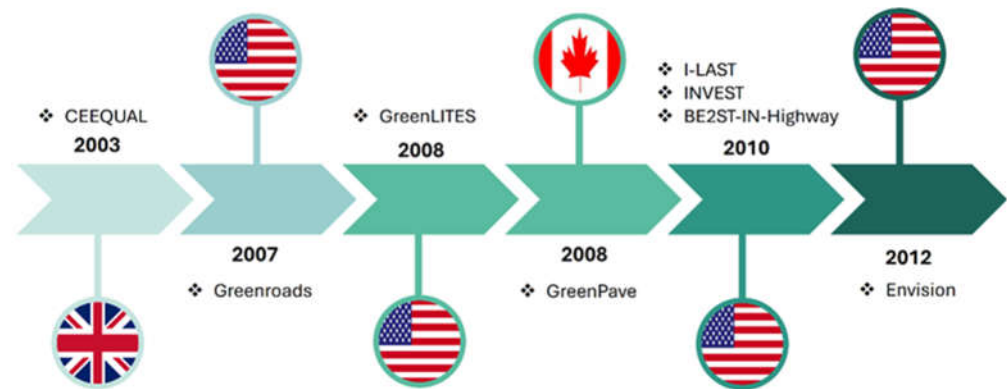 ❖ CEEQUAL
2003
2007
❖ Greenroads
❖ GreenLITES
2008
2008
❖ GreenPave
❖ I-LAST
❖ INVEST
❖ BE2ST-IN-Highway
2010
2012
❖ Envision